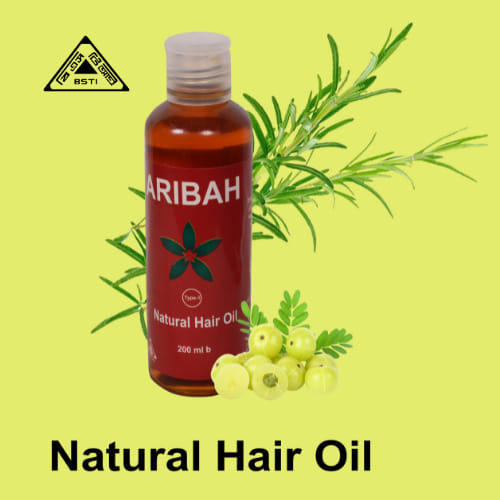 BSTI
ARIBAH
Type-II
Natural Hair Oil
200 ml b
Natural Hair Oil